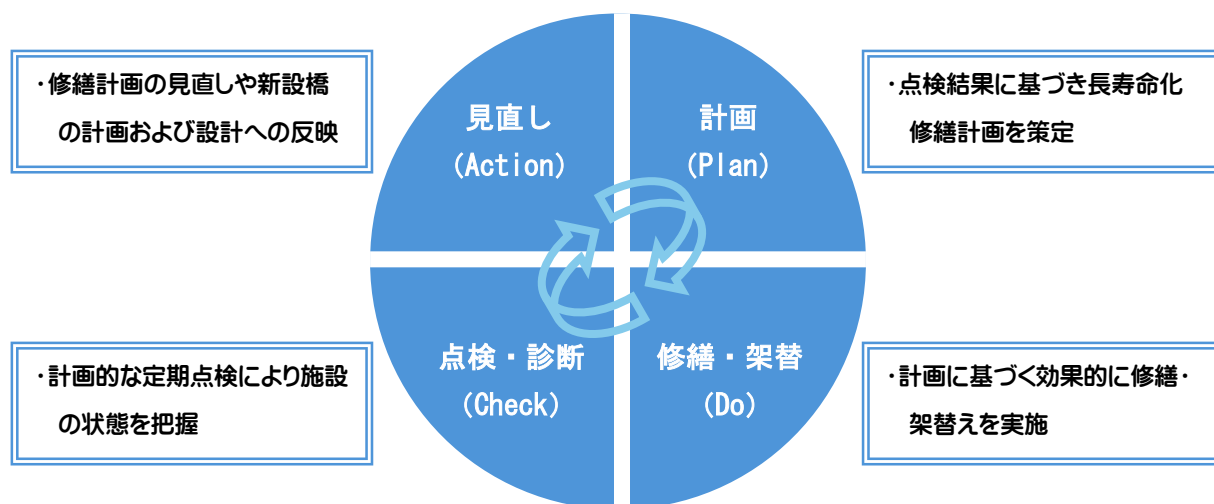 ・修繕計画の見直しや新設橋
の計画および設計への反映
見直し
(Action)
計画
(Plan)
・点検結果に基づき長寿命化
修繕計画を策定
・計画的な定期点検により施設
の状態を把握
点検・診断
(Check)
修繕・架替
(Do)
・計画に基づく効果的に修繕・
架替えを実施